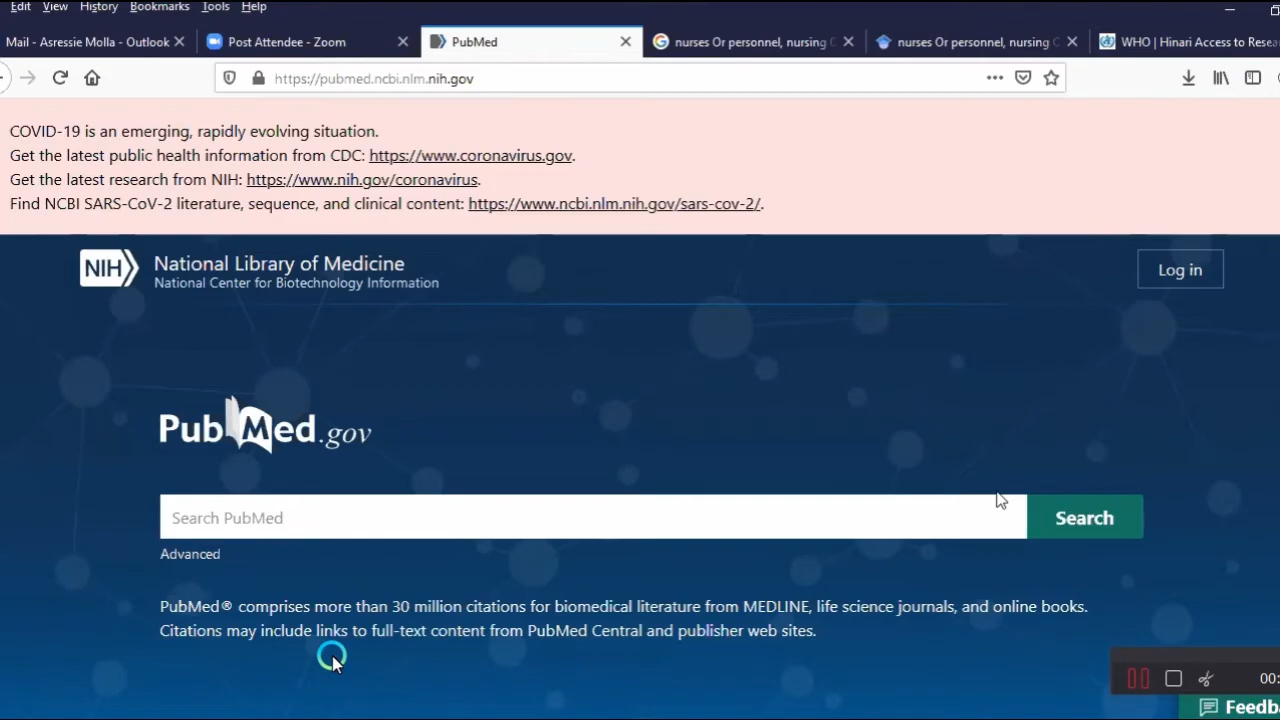 Edit View History Bookmarks Tools Help
Mail - Asressie Molla - Outlook
Post Attendee - Zoom
PubMed
nurses Or personnel, nursing
nurses Or personnel, nursing
WHO | Hinari Access to Resea
https://pubmed.ncbi.nlm.nih.gov
COVID-19 is an emerging, rapidly evolving situation.
Get the latest public health information from CDC: https://www.coronavirus.gov.
Get the latest research from NIH: https://www.nih.gov/coronavirus.
Find NCBI SARS-CoV-2 literature, sequence, and clinical content: https://www.ncbi.nlm.nih.gov/sars-cov-2/.
NIH National Library of Medicine
National Center for Biotechnology Information
Log in
PubMed.gov
Search PubMed
Search
Advanced
PubMed® comprises more than 30 million citations for biomedical literature from MEDLINE, life science journals, and online books.
Citations may include links to full-text content from PubMed Central and publisher web sites.
00:
Feedb